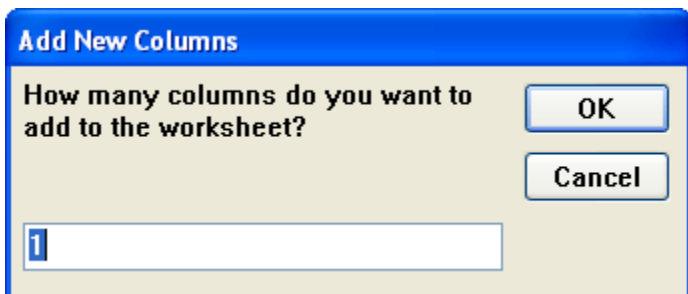 Add New Columns
How many columns do you want to
add to the worksheet?
OK
Cancel
1